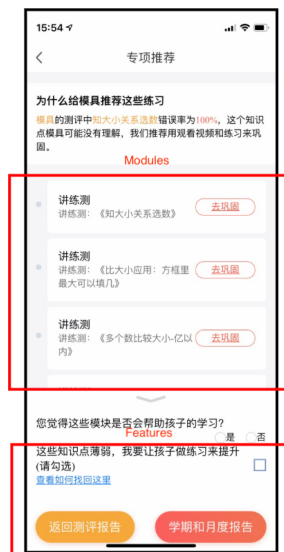 15:54
专项推荐
为什么给模具推荐这些练习
模具的测评中知大小关系选数错误率为100%，这个知识
点模具可能没有理解，我们推荐用观看视频和练习来巩
固。
Modules
讲练测
讲练测：《知大小关系选数》
去巩固
讲练测
讲练测：《比大小应用：方框里
最大可以填几》
去巩固
讲练测
讲练测：《多个数比较大小-亿以
内》
去巩固
您觉得这些模块是否会帮助孩子的学习?
Features
是 否
这些知识点薄弱，我要让孩子做练习来提升
(请勾选)
查看如何找回这里
返回测评报告
学期和月度报告